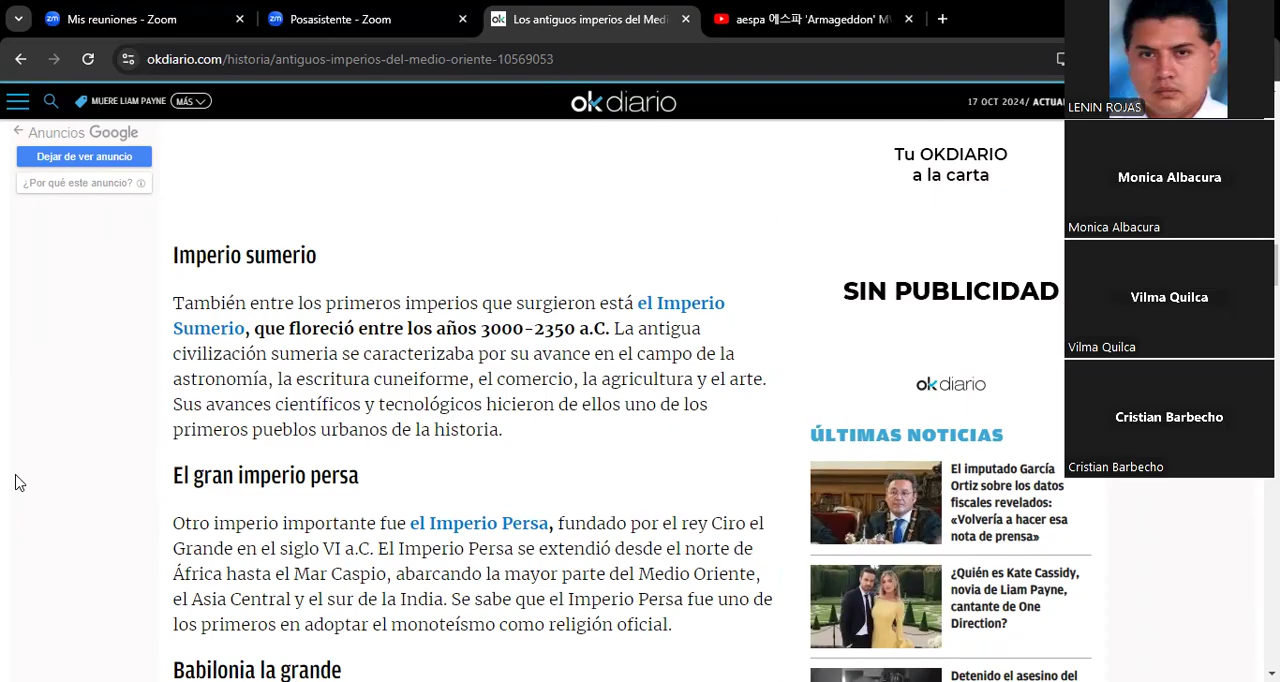 Mis reuniones - Zoom
Posasistente - Zoom
Los antiguos imperios del Medi
aespa 에스파 'Armageddon' M
okdiario.com/historia/antiguos-imperios-del-medio-oriente-10569053
MUERE LIAM PAYNE
MÁS
okdiario
17 OCT 2024/ ACTUA
LENIN ROJAS
Anuncios Google
Dejar de ver anuncio
¿Por qué este anuncio?
Tu OKDIARIO
a la carta
Monica Albacura
Monica Albacura
Imperio sumerio
También entre los primeros imperios que surgieron está el Imperio
Sumerio, que floreció entre los años 3000-2350 a.C. La antigua
civilización sumeria se caracterizaba por su avance en el campo de la
astronomía, la escritura cuneiforme, el comercio, la agricultura y el arte.
Sus avances científicos y tecnológicos hicieron de ellos uno de los
primeros pueblos urbanos de la historia.
SIN PUBLICIDAD
okdiario
Vilma Quilca
Vilma Quilca
Cristian Barbecho
Cristian Barbecho
El gran imperio persa
Otro imperio importante fue el Imperio Persa, fundado por el rey Ciro el
Grande en el siglo VI a.C. El Imperio Persa se extendió desde el norte de
África hasta el Mar Caspio, abarcando la mayor parte del Medio Oriente,
el Asia Central y el sur de la India. Se sabe que el Imperio Persa fue uno de
los primeros en adoptar el monoteísmo como religión oficial.
Babilonia la grande
ÚLTIMAS NOTICIAS
El imputado García
Ortiz sobre los datos
fiscales revelados:
«Volvería a hacer esa
nota de prensa»
¿Quién es Kate Cassidy,
novia de Liam Payne,
cantante de One
Direction?
Detenido el asesino del